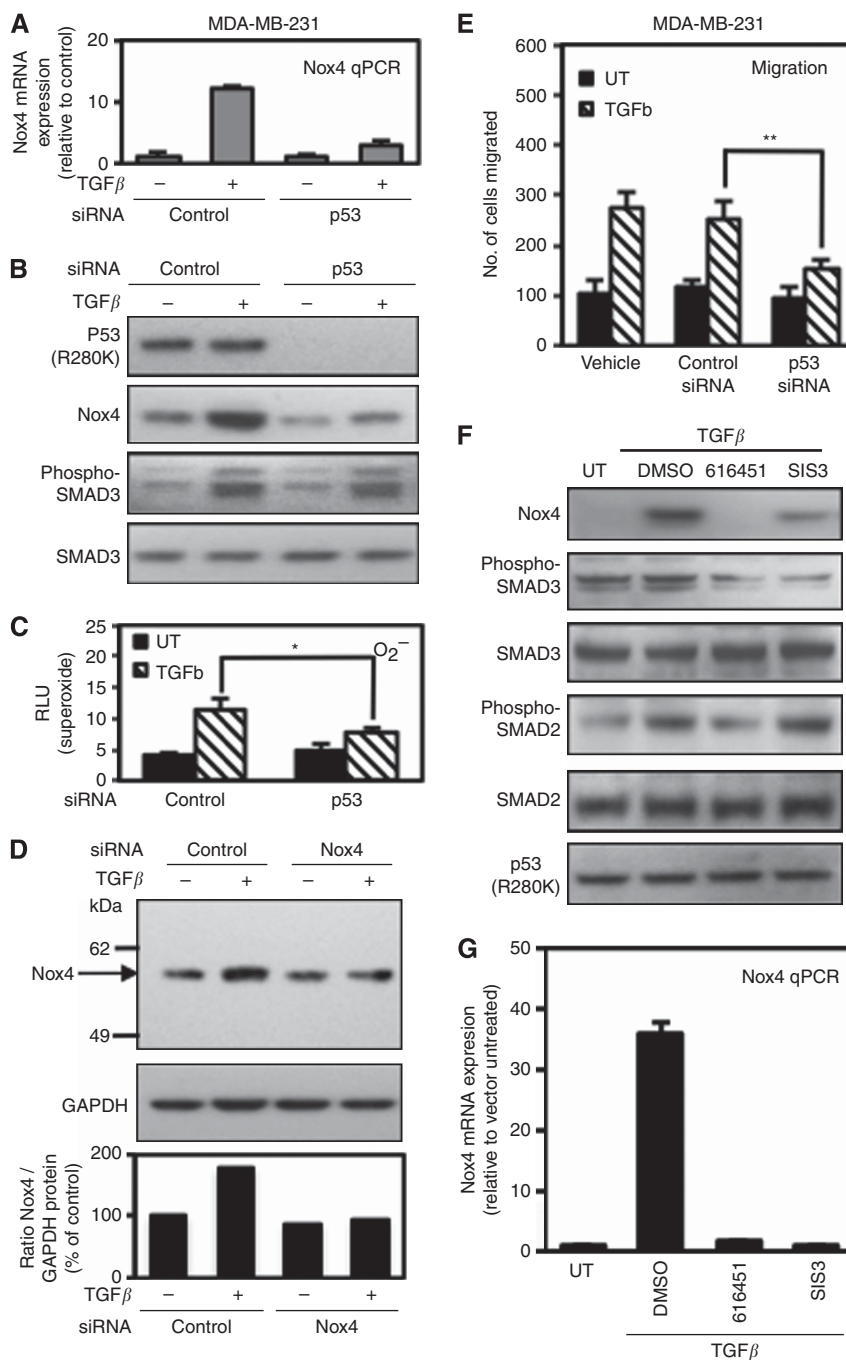 A
MDA-MB-231
Nox4 mRNA
expression
(relative to control)
20
10
0
Nox4 qPCR
TGFβ – + – +
siRNA Control p53
B
siRNA Control p53
TGFβ – + – +
P53
(R280K)
Nox4
Phospho-
SMAD3
SMAD3
C
RLU
(superoxide)
25
20
15
10
5
0
UT
TGFb
*
O2–
siRNA Control p53
D
siRNA Control Nox4
TGFβ – + – +
kDa
62
Nox4
49
GAPDH
Ratio Nox4 /
GAPDH protein
(% of control)
200
100
0
TGFβ – + – +
siRNA Control Nox4
E
MDA-MB-231
No. of cells migrated
600
500
400
300
200
100
0
Migration
UT
TGFb
**
Vehicle Control siRNA p53 siRNA
F
TGFβ
UT DMSO 616451 SIS3
Nox4
Phospho-
SMAD3
SMAD3
Phospho-
SMAD2
SMAD2
p53
(R280K)
G
Nox4 mRNA expresion
(relative to vector untreated)
50
40
30
20
10
0
Nox4 qPCR
UT DMSO 616451 SIS3
TGFβ